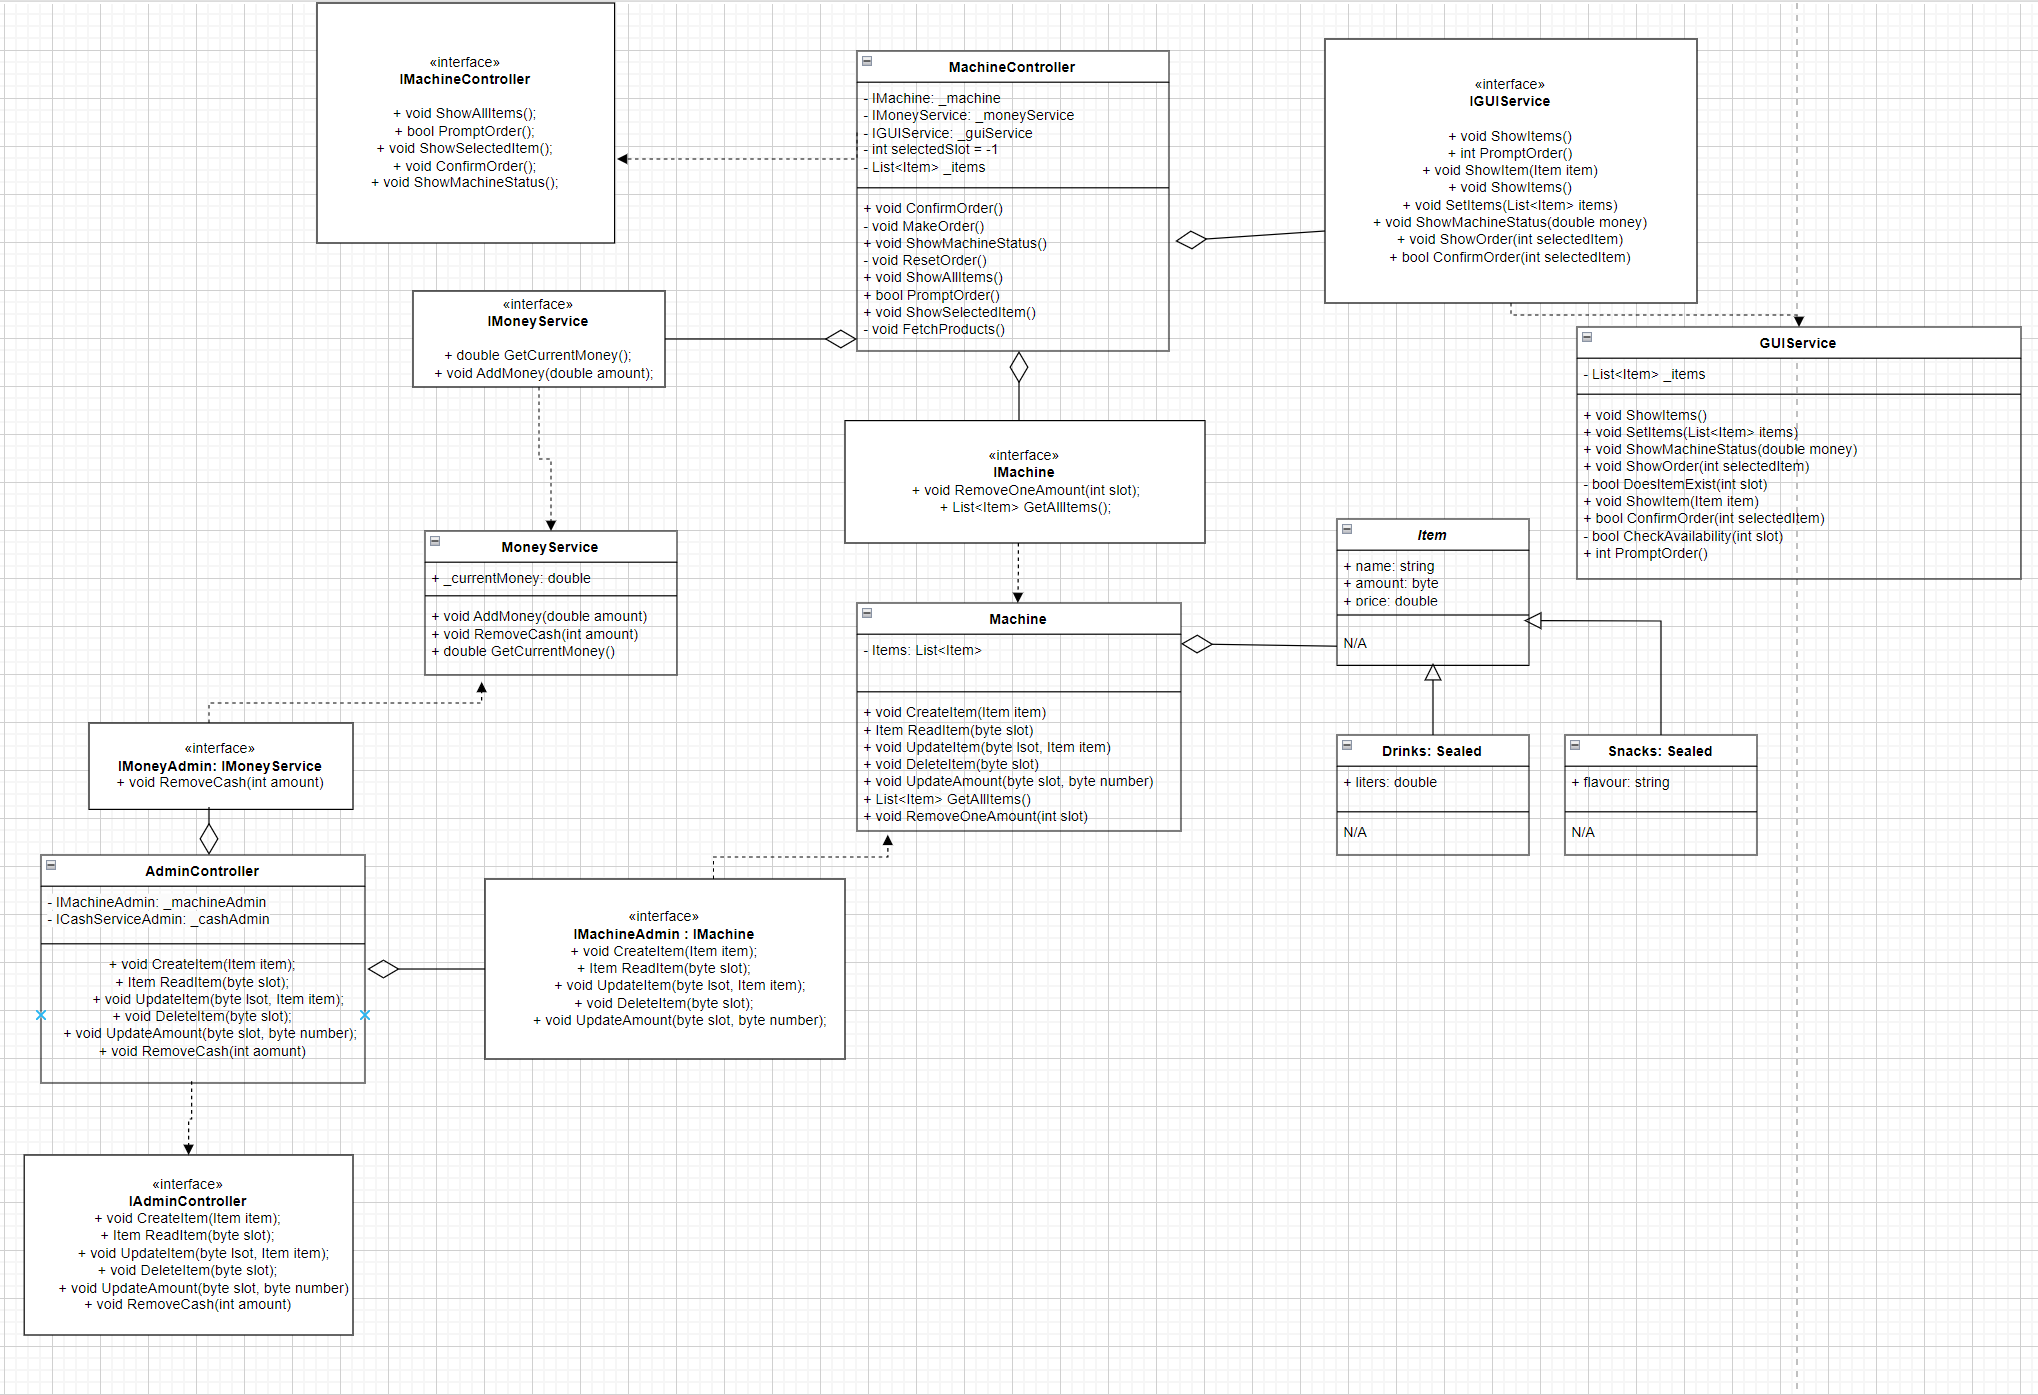 «interface»
IMachineController
+ void ShowAllItems();
+ bool PromptOrder();
+ void ShowSelectedItem();
+ void ConfirmOrder();
+ void ShowMachineStatus();
MachineController
- IMachine: _machine
- IMoneyService: _moneyService
- IGUIService: _guiService
- int selectedSlot = -1
- List<Item> _items
+ void ConfirmOrder()
- void MakeOrder()
+ void ShowMachineStatus()
- void ResetOrder()
+ void ShowAllItems()
+ bool PromptOrder()
+ void ShowSelectedItem()
- void FetchProducts()
«interface»
IGUIService
+ void ShowItems()
+ int PromptOrder()
+ void ShowItem(Item item)
+ void ShowItems()
+ void SetItems(List<Item> items)
+ void ShowMachineStatus(double money)
+ void ShowOrder(int selectedItem)
+ bool ConfirmOrder(int selectedItem)
«interface»
IMoneyService
+ double GetCurrentMoney();
+ void AddMoney(double amount);
GUIService
- List<Item> _items
+ void ShowItems()
+ void SetItems(List<Item> items)
+ void ShowMachineStatus(double money)
+ void ShowOrder(int selectedItem)
- bool DoesItemExist(int slot)
+ void ShowItem(Item item)
+ bool ConfirmOrder(int selectedItem)
- bool CheckAvailability(int slot)
+ int PromptOrder()
«interface»
IMachine
+ void RemoveOneAmount(int slot);
+ List<Item> GetAllItems();
MoneyService
+ _currentMoney: double
+ void AddMoney(double amount)
+ void RemoveCash(int amount)
+ double GetCurrentMoney()
Item
+ name: string
+ amount: byte
+ price: double
N/A
Machine
- Items: List<Item>
+ void CreateItem(Item item)
+ Item ReadItem(byte slot)
+ void UpdateItem(byte lsot, Item item)
+ void DeleteItem(byte slot)
+ void UpdateAmount(byte slot, byte number)
+ List<Item> GetAllItems()
+ void RemoveOneAmount(int slot)
Drinks: Sealed
+ liters: double
N/A
Snacks: Sealed
+ flavour: string
N/A
«interface»
IMoneyAdmin: IMoneyService
+ void RemoveCash(int amount)
AdminController
- IMachineAdmin: _machineAdmin
- ICashServiceAdmin: _cashAdmin
+ void CreateItem(Item item);
+ Item ReadItem(byte slot);
+ void UpdateItem(byte lsot, Item item);
+ void DeleteItem(byte slot);
+ void UpdateAmount(byte slot, byte number);
+ void RemoveCash(int aomunt)
«interface»
IMachineAdmin : IMachine
+ void CreateItem(Item item);
+ Item ReadItem(byte slot);
+ void UpdateItem(byte lsot, Item item);
+ void DeleteItem(byte slot);
+ void UpdateAmount(byte slot, byte number);
«interface»
IAdminController
+ void CreateItem(Item item);
+ Item ReadItem(byte slot);
+ void UpdateItem(byte lsot, Item item);
+ void DeleteItem(byte slot);
+ void UpdateAmount(byte slot, byte number)
+ void RemoveCash(int amount)